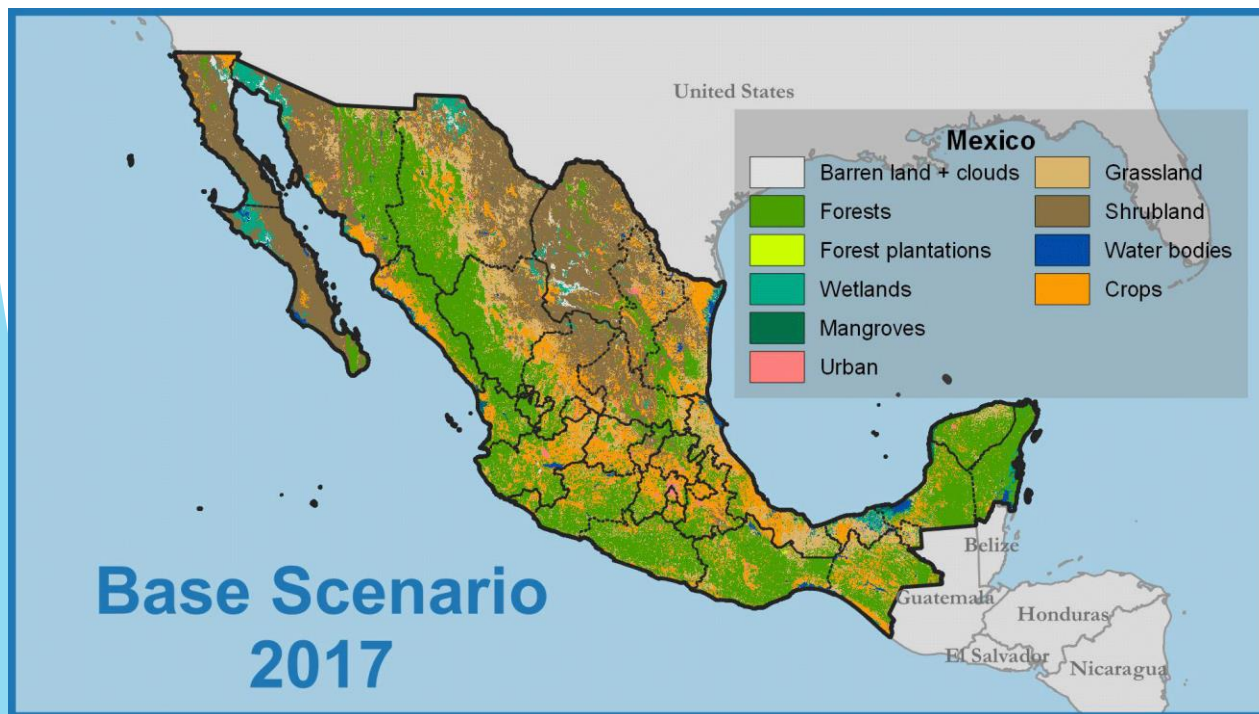 United States
Mexico
Barren land + clouds
Forests
Forest plantations
Wetlands
Mangroves
Urban
Grassland
Shrubland
Water bodies
Crops
Belize
Guatemala
Honduras
El Salvador
Nicaragua
Base Scenario
2017